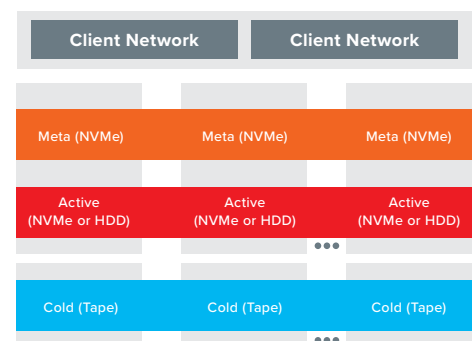 Client Network Client Network
Meta (NVMe) Meta (NVMe) Meta (NVMe)
Active Active Active
(NVMe or HDD) (NVMe or HDD) (NVMe or HDD)
Cold (Tape) Cold (Tape) Cold (Tape)